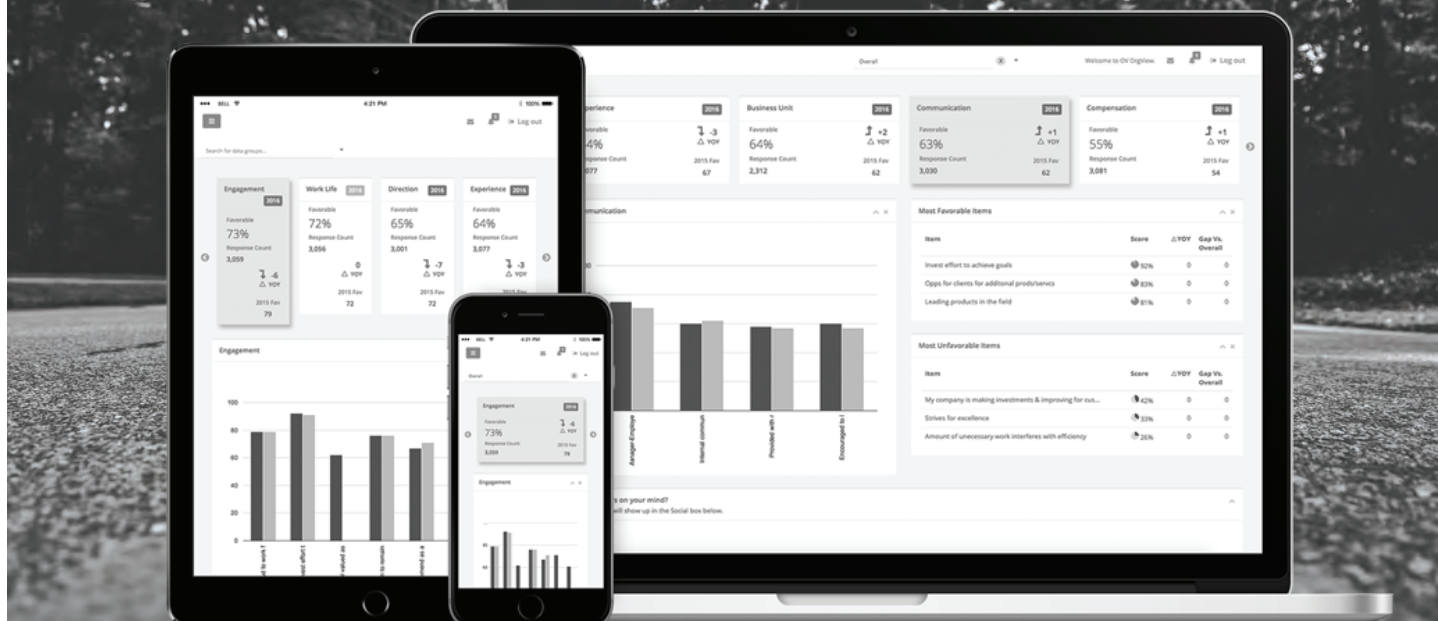 BELL 4:21 PM 100%
Log out
Search for data groups...
Engagement 2016
Favorable
73%
Response Count
3,059
-6
△ YOY
2015 Fav
79
Work Life 2016
Favorable
72%
Response Count
3,056
0
△ YOY
2015 Fav
72
Direction 2016
Favorable
65%
Response Count
3,001
-7
△ YOY
2015 Fav
72
Experience 2016
Favorable
64%
Response Count
3,077
-3
△ YOY
2015 Fav
Engagement
100
80
60
40
20
0
BELL 4:21 PM 100%
Log out
Overall
Engagement 2016
Favorable
73%
Response Count
3,059
-6
△ YOY
2015 Fav
79
Engagement
80
60
Overall
Welcome to OV OrgView.
Log out
2016
-3
△ YOY
Response Count
2015 Fav
67
Business Unit 2016
Favorable
64%
Response Count
2,312
+2
△ YOY
2015 Fav
62
Communication 2016
Favorable
63%
Response Count
3,030
+1
△ YOY
2015 Fav
62
Compensation 2016
Favorable
55%
Response Count
3,081
+1
△ YOY
2015 Fav
54
Most Favorable Items
Item Score △YOY Gap Vs. Overall
Invest effort to achieve goals 92% 0 0
Opps for clients for additonal prods/servcs 83% 0 0
Leading products in the field 81% 0 0
Most Unfavorable Items
Item Score △YOY Gap Vs. Overall
My company is making investments & improving for cus... 42% 0 0
Strives for excellence 33% 0 0
Amount of unecessary work interferes with efficiency 26% 0 0
Internal commun
Provided with r
Encouraged to l
on your mind?
will show up in the Social box below.